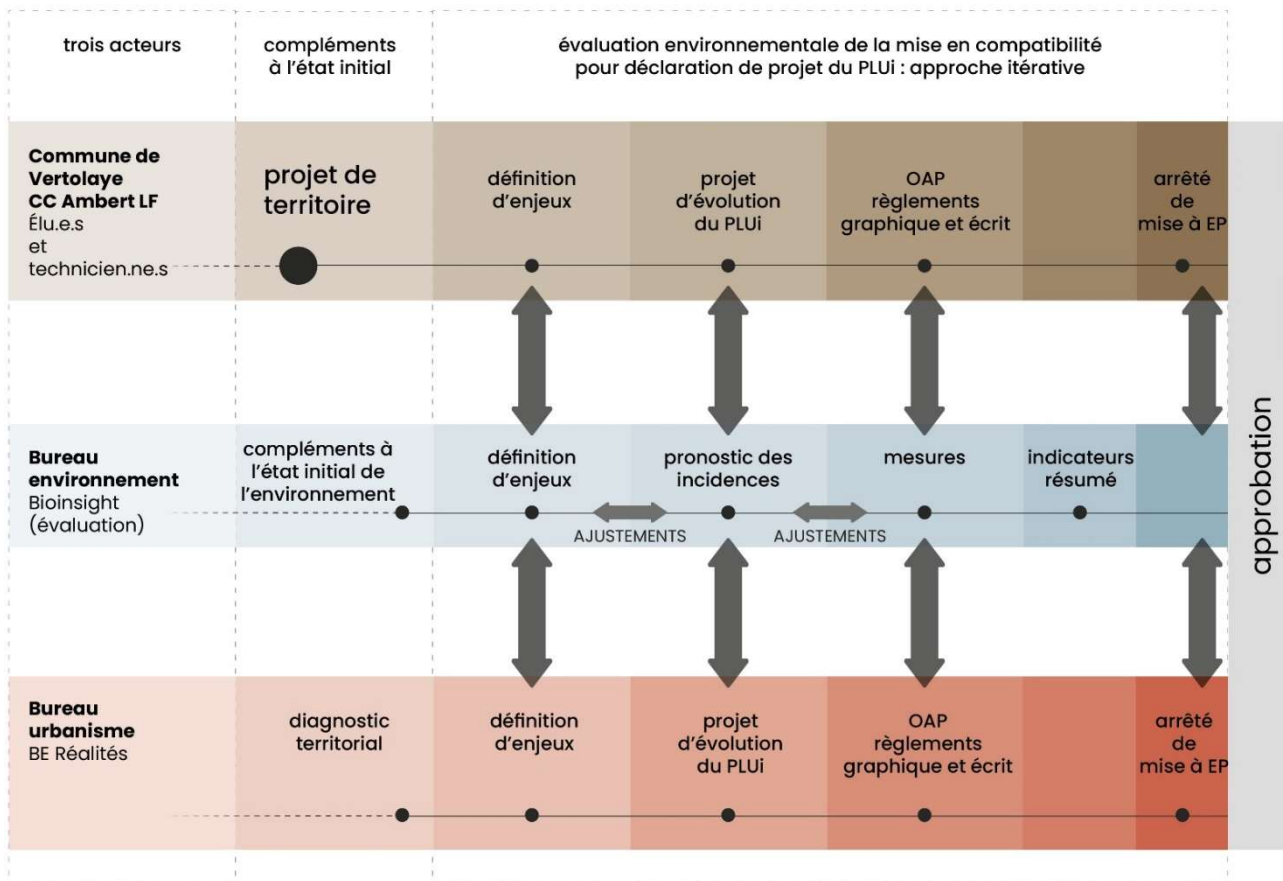 trois acteurs
compléments
à l'état initial
évaluation environnementale de la mise en compatibilité
pour déclaration de projet du PLUi : approche itérative
Commune de
Vertolaye
CC Ambert LF
Élu.e.s
et
technicien.ne.s
projet de
territoire
définition
d'enjeux
projet
d'évolution
du PLUi
OAP
règlements
graphique et écrit
arrêté
de
mise à EP
Bureau
environnement
Bioinsight
(évaluation)
compléments à
l'état initial de
l'environnement
définition
d'enjeux
pronostic des
incidences
mesures
indicateurs
résumé
AJUSTEMENTS
AJUSTEMENTS
Bureau
urbanisme
BE Réalités
diagnostic
territorial
définition
d'enjeux
projet
d'évolution
du PLUi
OAP
règlements
graphique et écrit
arrêté
de
mise à EP
approbation